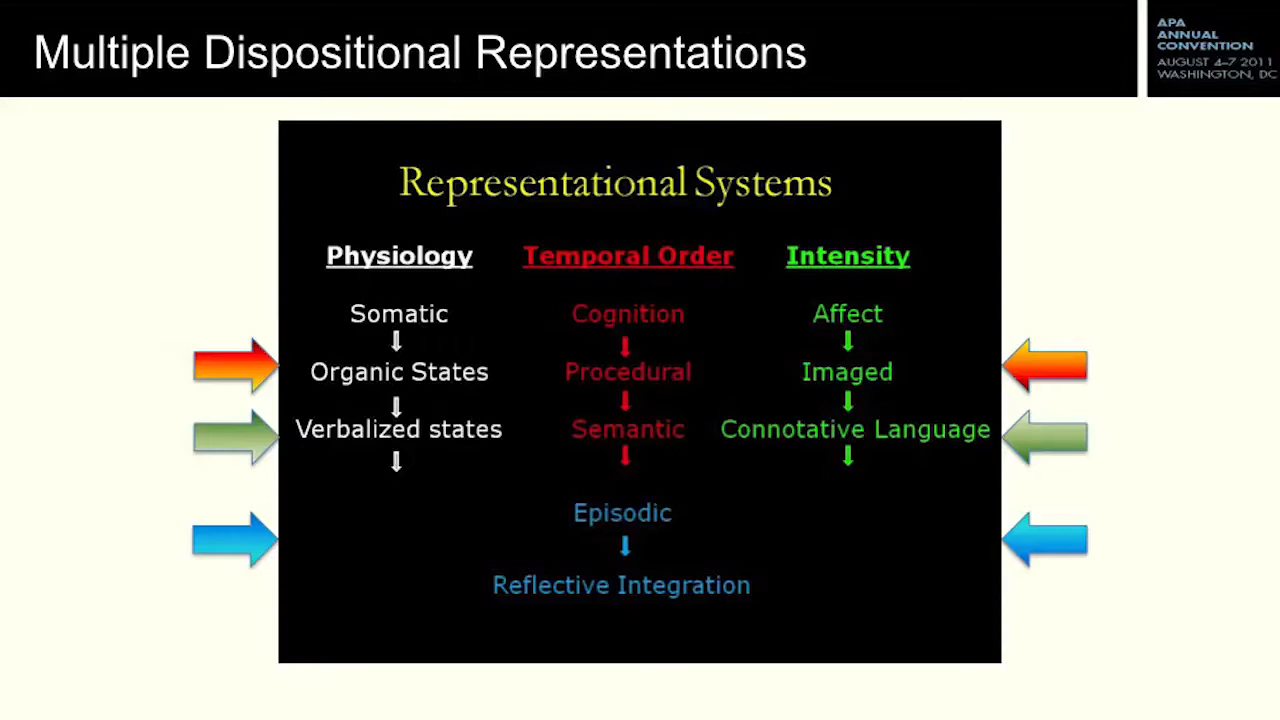 Multiple Dispositional Representations
APA
ANNUAL
CONVENTION
AUGUST 4–7 2011
WASHINGTON, DC
Representational Systems
Physiology Temporal Order Intensity
Somatic Cognition Affect
Organic States Procedural Imaged
Verbalized states Semantic Connotative Language
Episodic
Reflective Integration